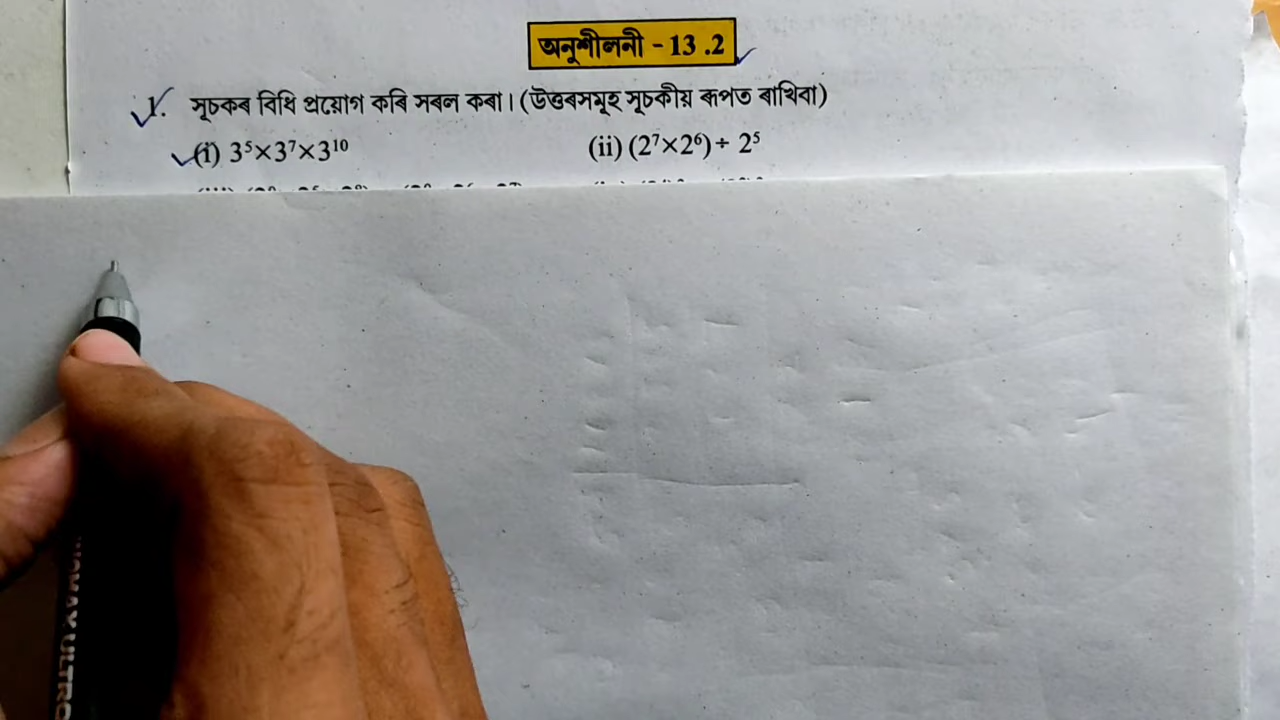 অনুশীলনী - 13 .2
1. সূচকৰ বিধি প্ৰয়োগ কৰি সৰল কৰা। (উত্তৰসমূহ সূচকীয় ৰূপত ৰাখিবা)
(i) 3⁵×3⁷×3¹⁰ (ii) (2⁷×2⁶)÷ 2⁵